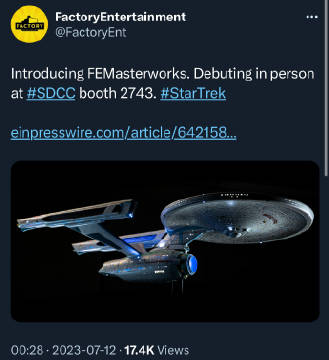 FactoryEntertainment
FACTORY
@FactoryEnt
Introducing FEMasterworks. Debuting in person
at #SDCC booth 2743. #StarTrek
einpresswire.com/article/642158...
00:28 · 2023-07-12 · 17.4K Views